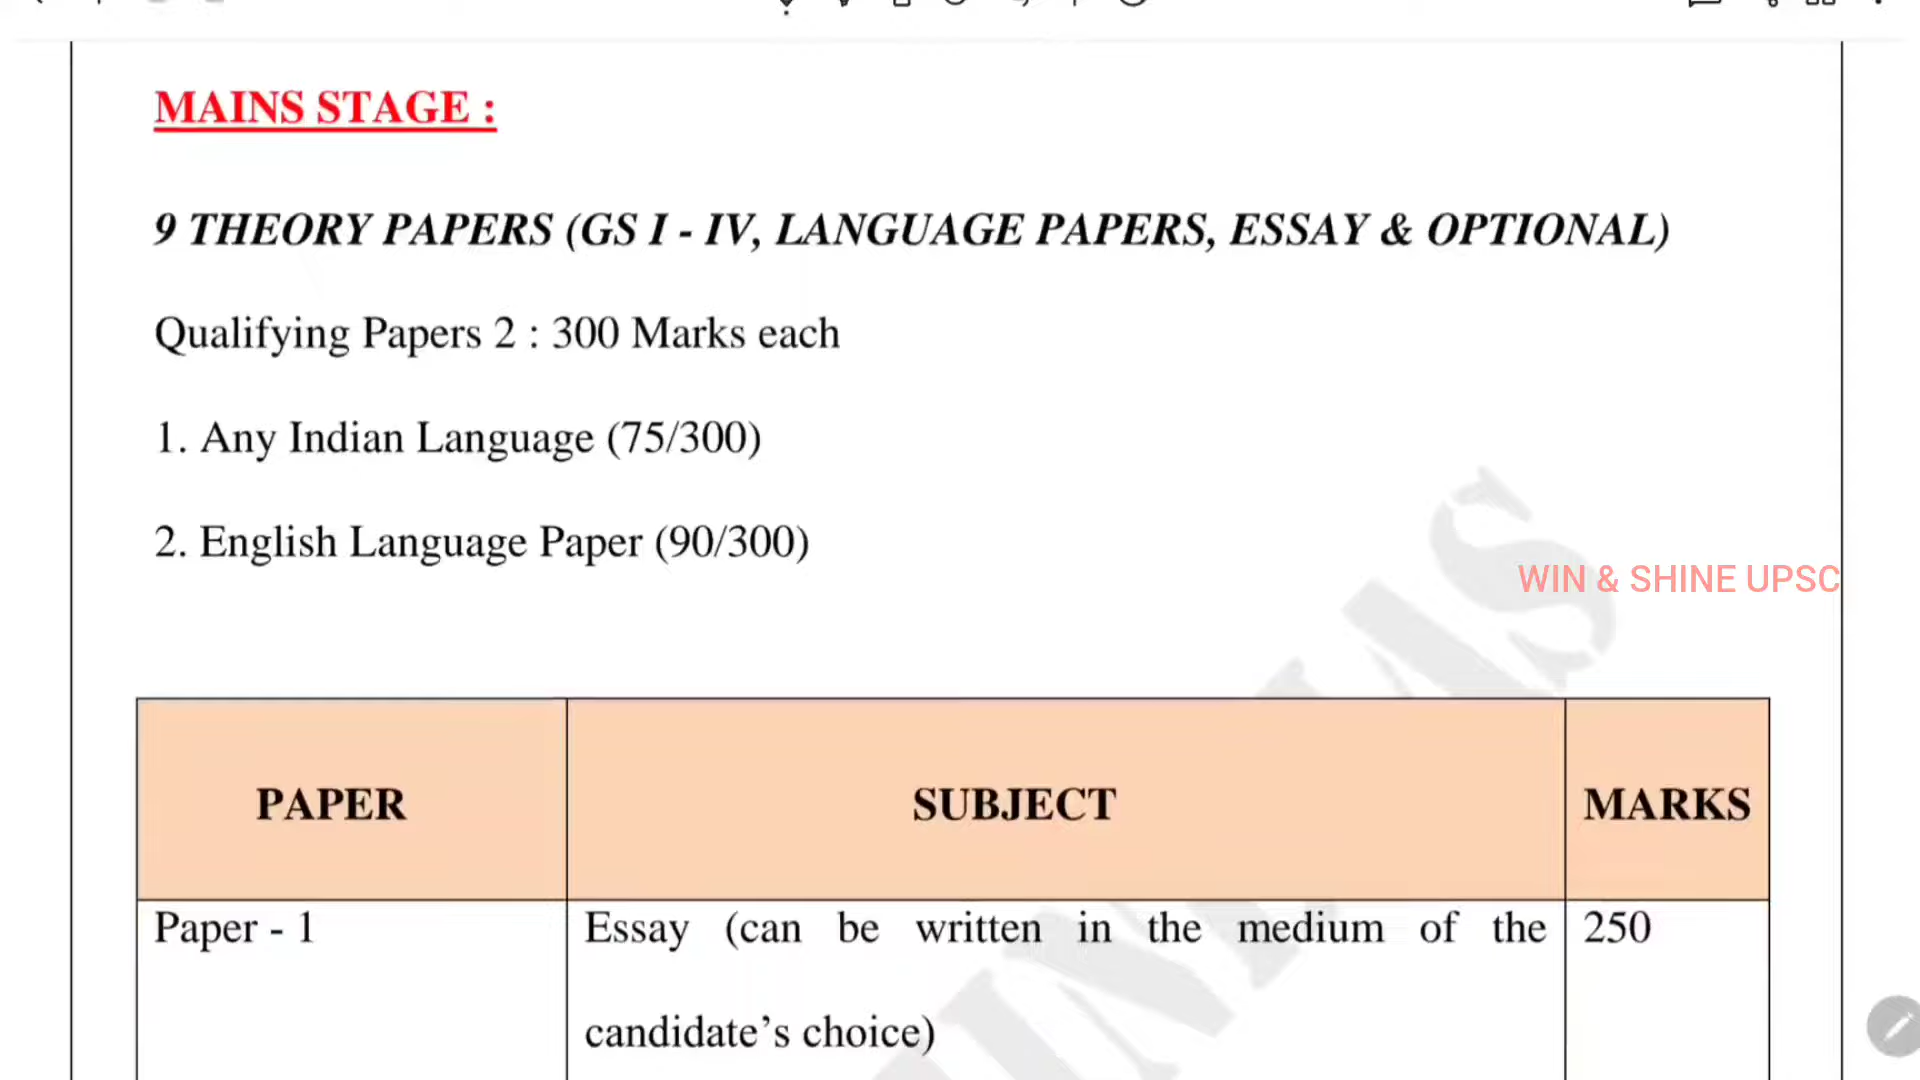 MAINS STAGE :
9 THEORY PAPERS (GS I - IV, LANGUAGE PAPERS, ESSAY & OPTIONAL)
Qualifying Papers 2 : 300 Marks each
1. Any Indian Language (75/300)
2. English Language Paper (90/300)
WIN & SHINE UPSC
PAPER SUBJECT MARKS
Paper - 1 Essay (can be written in the medium of the 250
candidate’s choice)